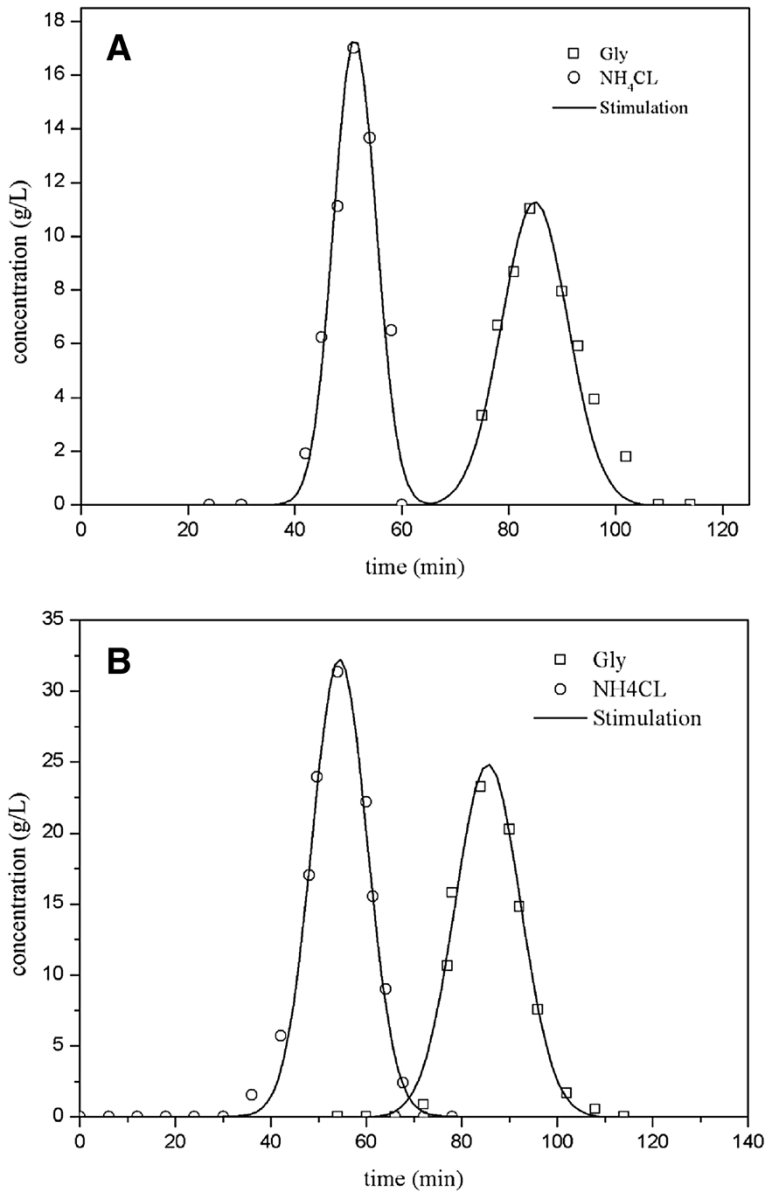 A
18
16
14
12
10
8
6
4
2
0
concentration (g/L)
Gly
NH₄CL
Stimulation
0 20 40 60 80 100 120
time (min)
B
35
30
25
20
15
10
5
0
concentration (g/L)
Gly
NH4CL
Stimulation
0 20 40 60 80 100 120 140
time (min)